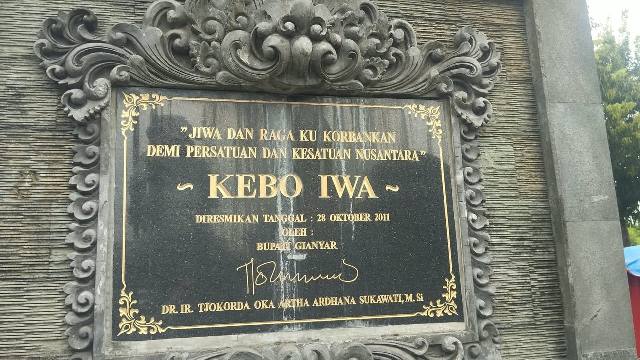 "JIWA DAN RAGA KU KORBANKAN
DEMI PERSATUAN DAN KESATUAN NUSANTARA"
~ KEBO IWA ~
DIRESMIKAN TANGGAL : 28 OKTOBER 2011
OLEH :
BUPATI GIANYAR
DR. IR. TJOKORDA OKA ARTHA ARDHANA SUKAWATI, M. Si